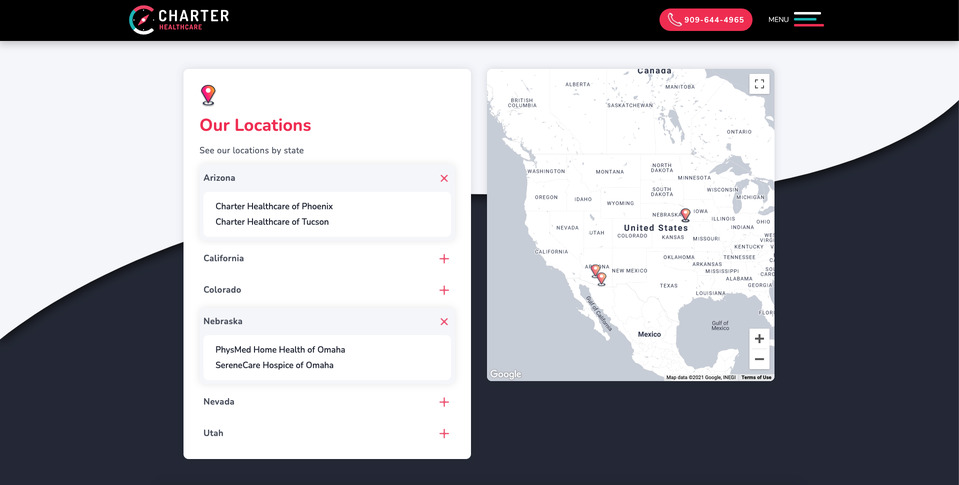 CHARTER
HEALTHCARE
909-644-4965
MENU
Our Locations
See our locations by state
Arizona
Charter Healthcare of Phoenix
Charter Healthcare of Tucson
California
Colorado
Nebraska
PhysMed Home Health of Omaha
SereneCare Hospice of Omaha
Nevada
Utah
Canada
ALBERTA
MANITOBA
BRITISH
COLUMBIA
SASKATCHEWAN
ONTARIO
WASHINGTON
MONTANA
NORTH
DAKOTA
MINNESOTA
OREGON
IDAHO
WYOMING
SOUTH
DAKOTA
WISCONSIN
MICHIGAN
NEBRASKA
IOWA
ILLINOIS
INDIANA
OHIO
NEVADA
UTAH
United States
COLORADO
KANSAS
MISSOURI
KENTUCKY
CALIFORNIA
OKLAHOMA
TENNESSEE
ARKANSAS
NEW MEXICO
MISSISSIPPI
ALABAMA
TEXAS
LOUISIANA
GEORGIA
Gulf of California
Mexico
Gulf of
Mexico
Google
Map data ©2021 Google, INEGI
Terms of Use